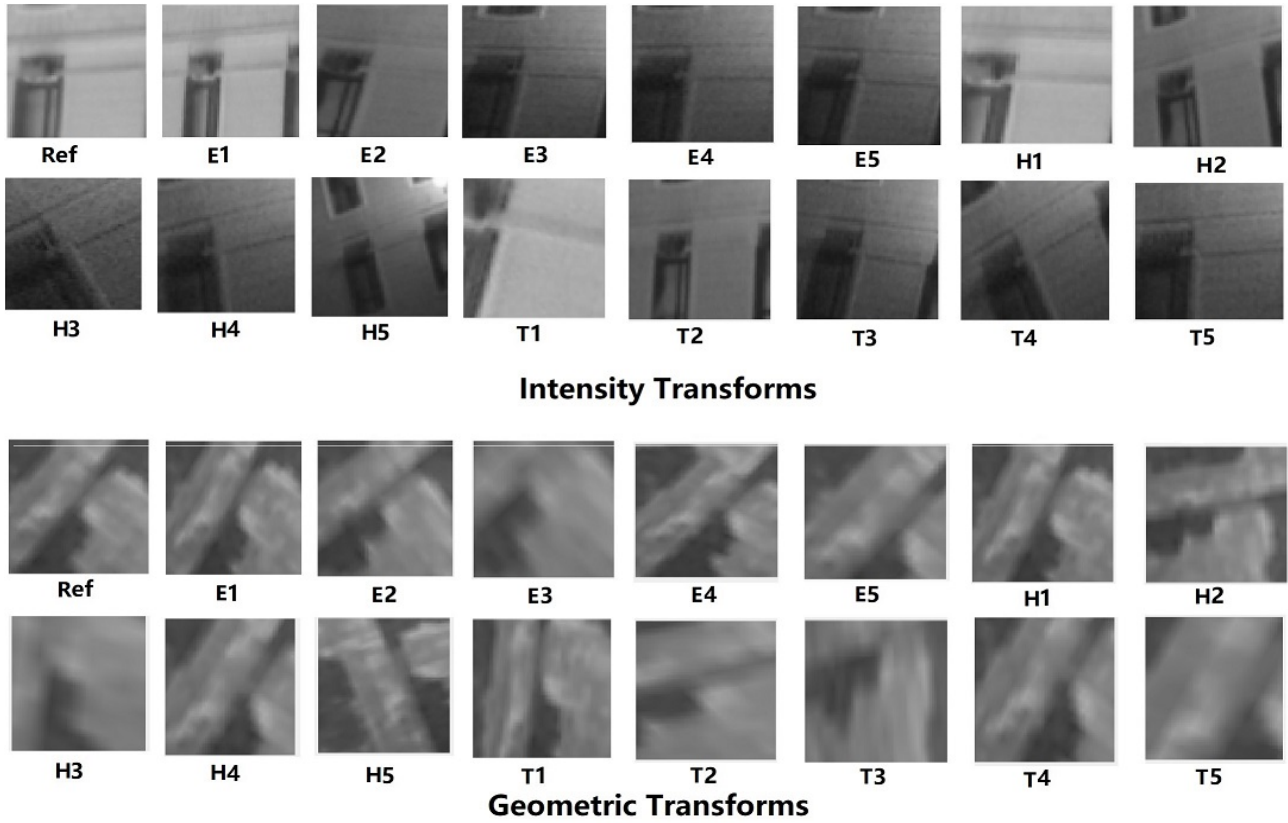 Ref E1 E2 E3 E4 E5 H1 H2
H3 H4 H5 T1 T2 T3 T4 T5
Intensity Transforms
Ref E1 E2 E3 E4 E5 H1 H2
H3 H4 H5 T1 T2 T3 T4 T5
Geometric Transforms